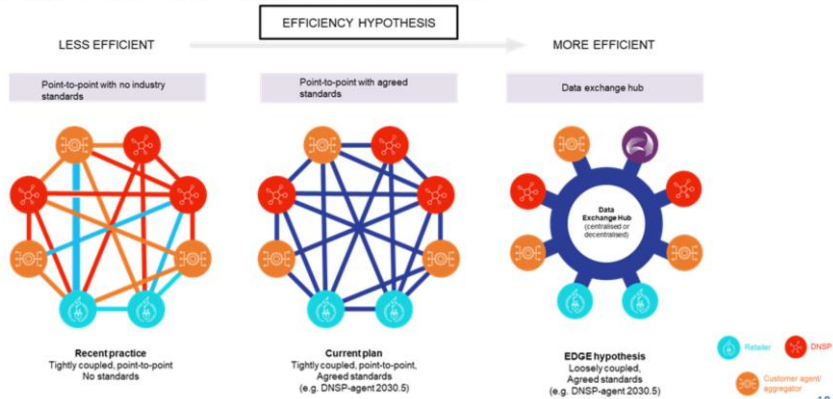 EFFICIENCY HYPOTHESIS
LESS EFFICIENT
MORE EFFICIENT
Point-to-point with no industry
standards
Point-to-point with agreed
standards
Data exchange hub
Data
Exchange Hub
(centralised or
decentralised)
Recent practice
Tightly coupled, point-to-point
No standards
Current plan
Tightly coupled, point-to-point,
Agreed standards
(e.g. DNSP-agent 2030.5)
EDGE hypothesis
Loosely coupled,
Agreed standards
(e.g. DNSP-agent 2030.5)
Retailer
DNSP
Customer agent/
aggregator